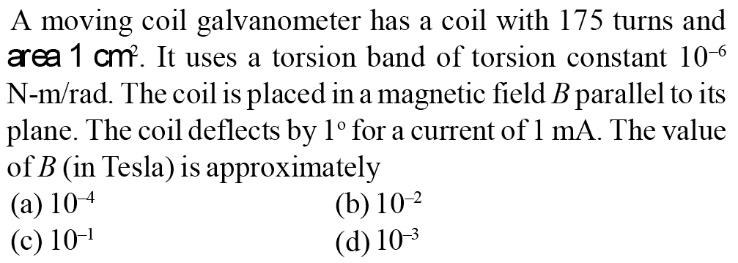 A moving coil galvanometer has a coil with 175 turns and
area 1 cm². It uses a torsion band of torsion constant 10⁻⁶
N-m/rad. The coil is placed in a magnetic field B parallel to its
plane. The coil deflects by 1° for a current of 1 mA. The value
of B (in Tesla) is approximately
(a) 10⁻⁴ (b) 10⁻²
(c) 10⁻¹ (d) 10⁻³